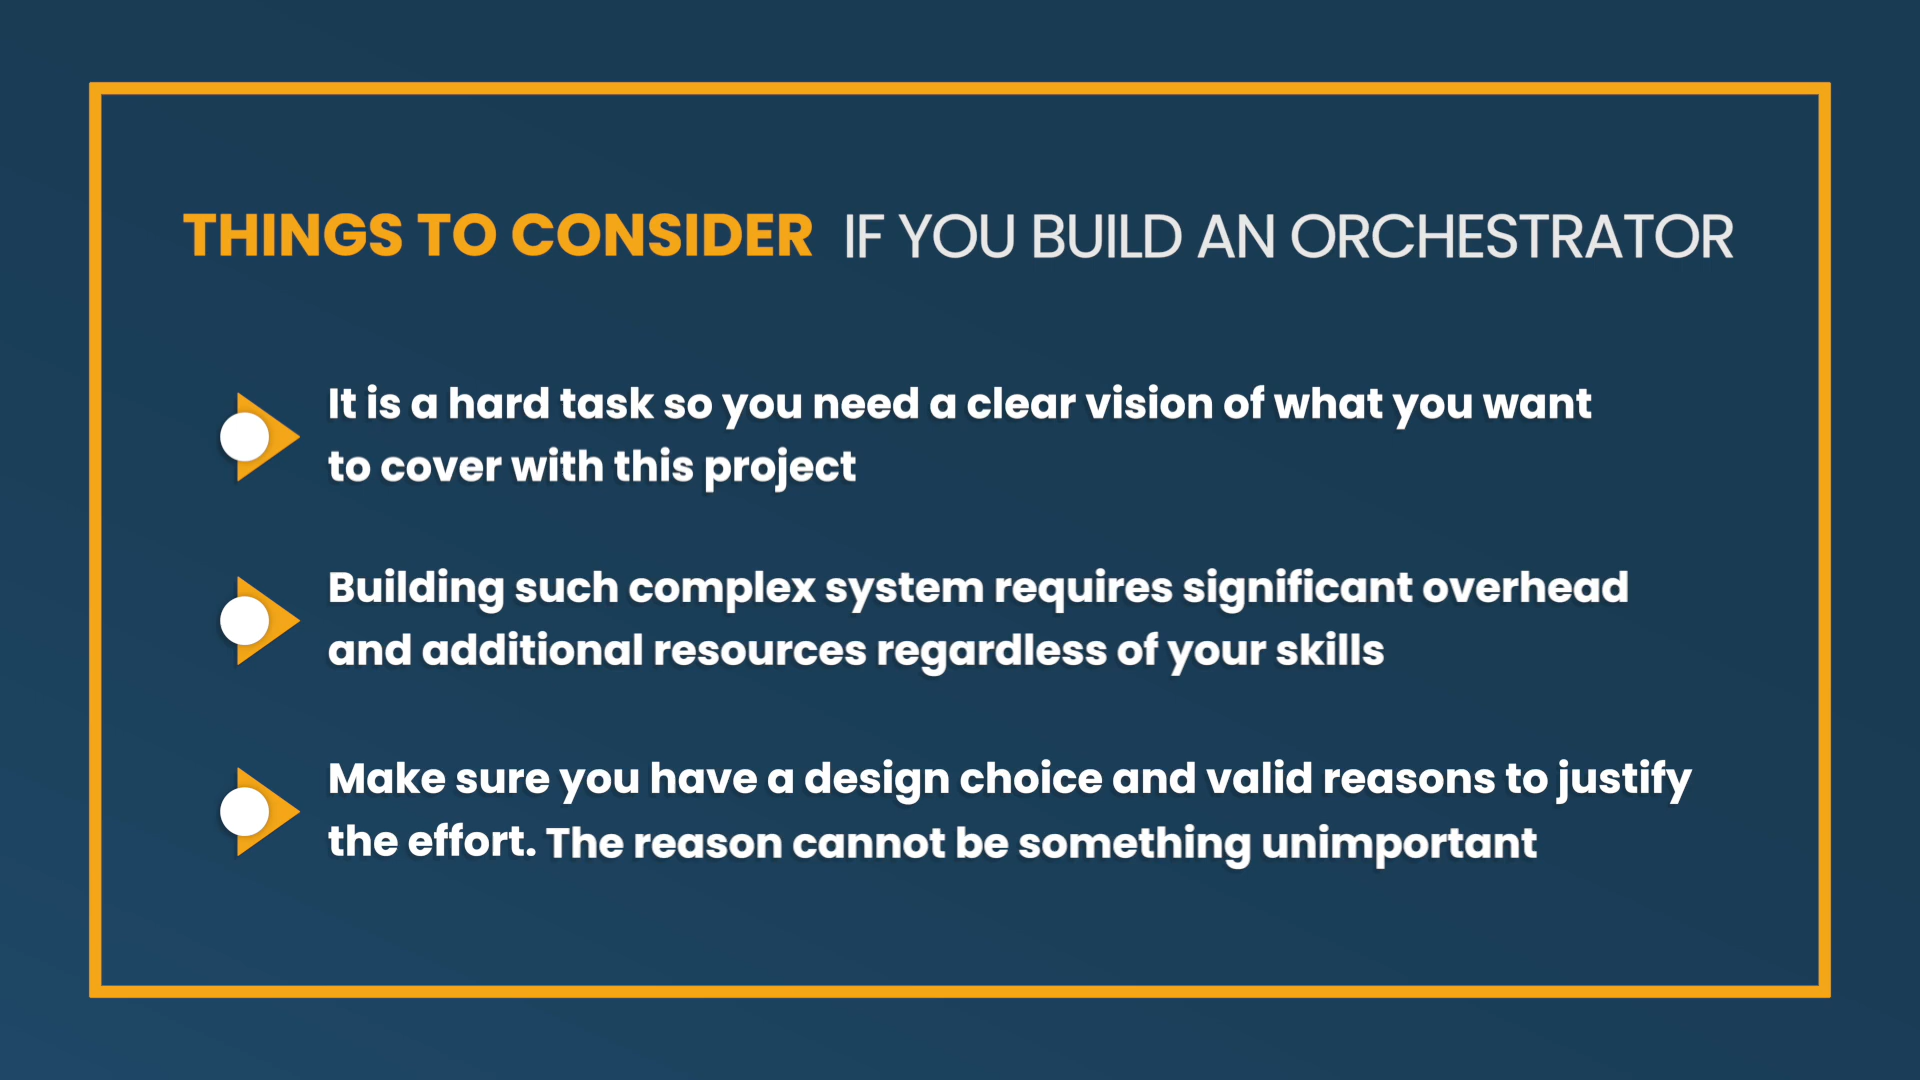 THINGS TO CONSIDER IF YOU BUILD AN ORCHESTRATOR
It is a hard task so you need a clear vision of what you want
to cover with this project
Building such complex system requires significant overhead
and additional resources regardless of your skills
Make sure you have a design choice and valid reasons to justify
the effort. The reason cannot be something unimportant